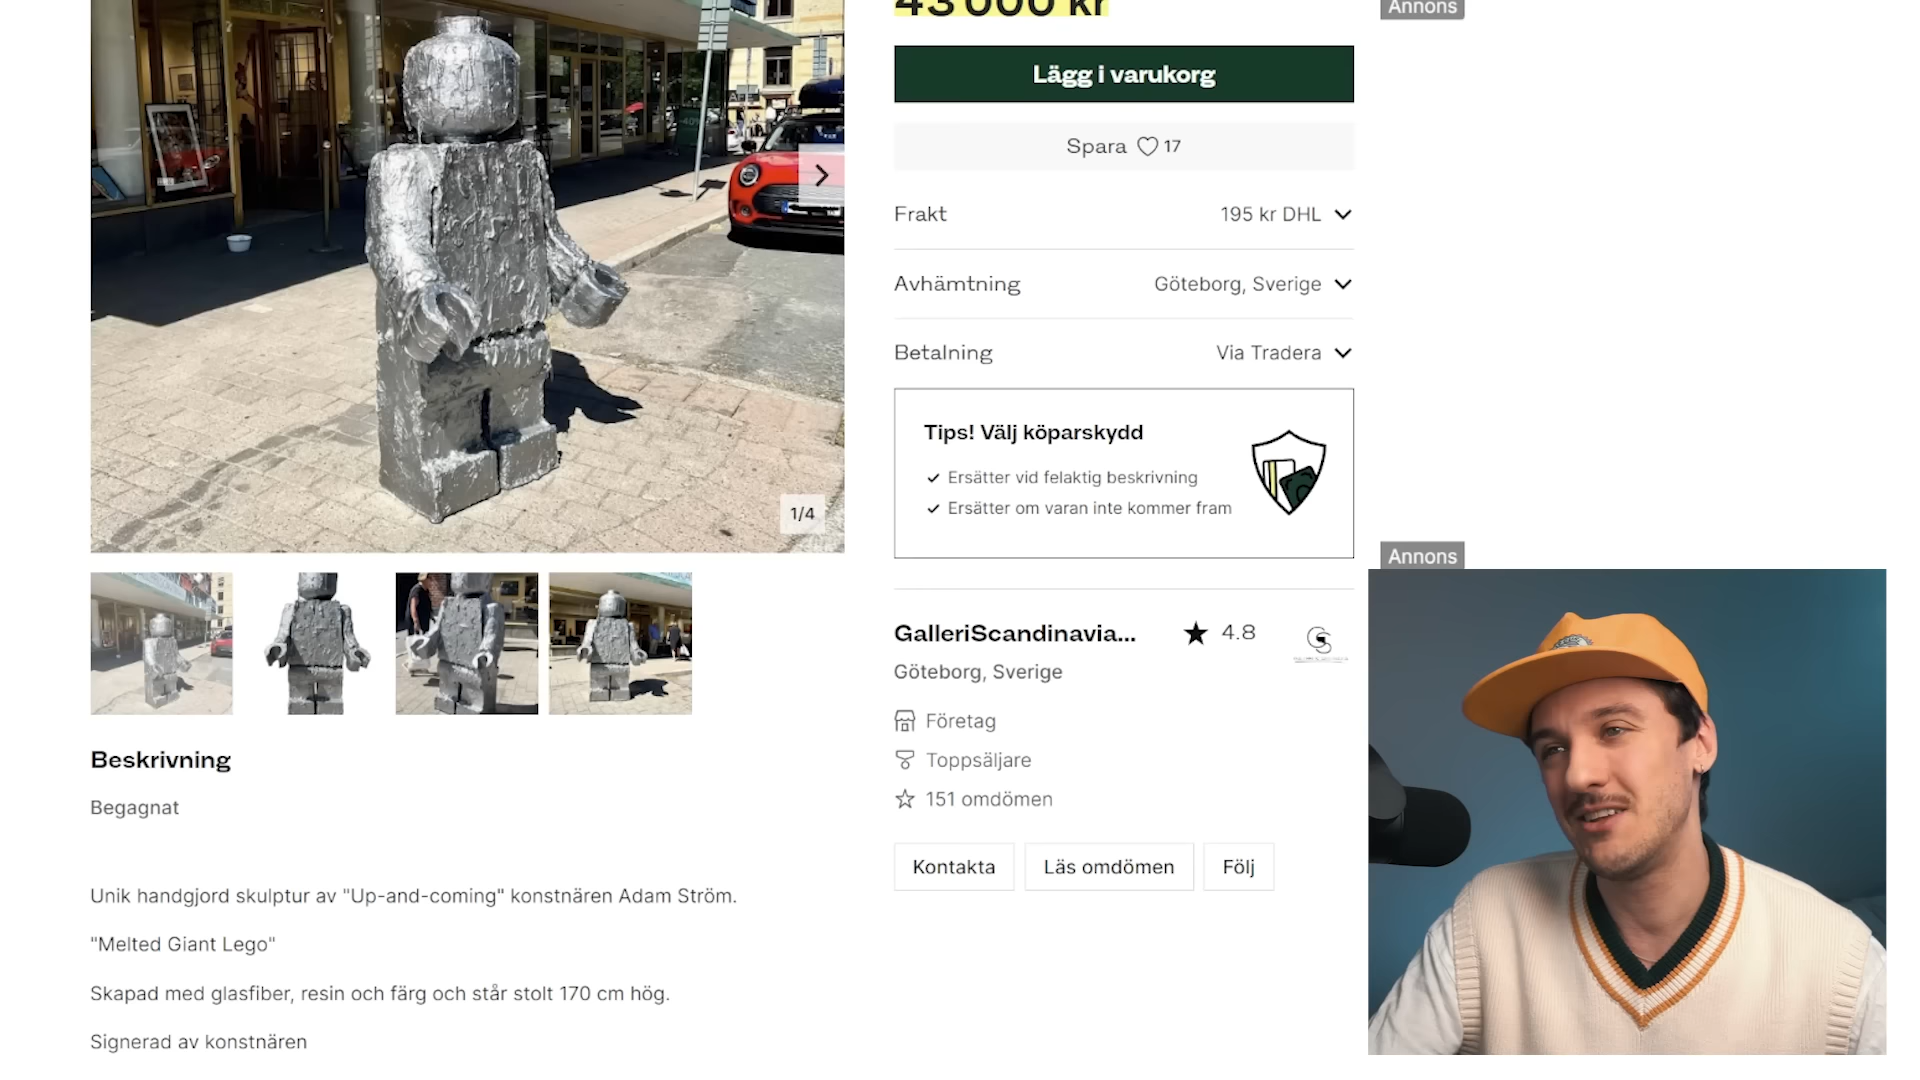 43 000 kr
Annons
Lägg i varukorg
Spara 17
Frakt 195 kr DHL
Avhämtning Göteborg, Sverige
Betalning Via Tradera
Tips! Välj köparskydd
Ersätter vid felaktig beskrivning
Ersätter om varan inte kommer fram
1/4
Annons
GalleriScandinavia... 4.8
GS
Göteborg, Sverige
Företag
Toppsäljare
151 omdömen
Kontakta Läs omdömen Följ
Beskrivning
Begagnat
Unik handgjord skulptur av "Up-and-coming" konstnären Adam Ström.
"Melted Giant Lego"
Skapad med glasfiber, resin och färg och står stolt 170 cm hög.
Signerad av konstnären